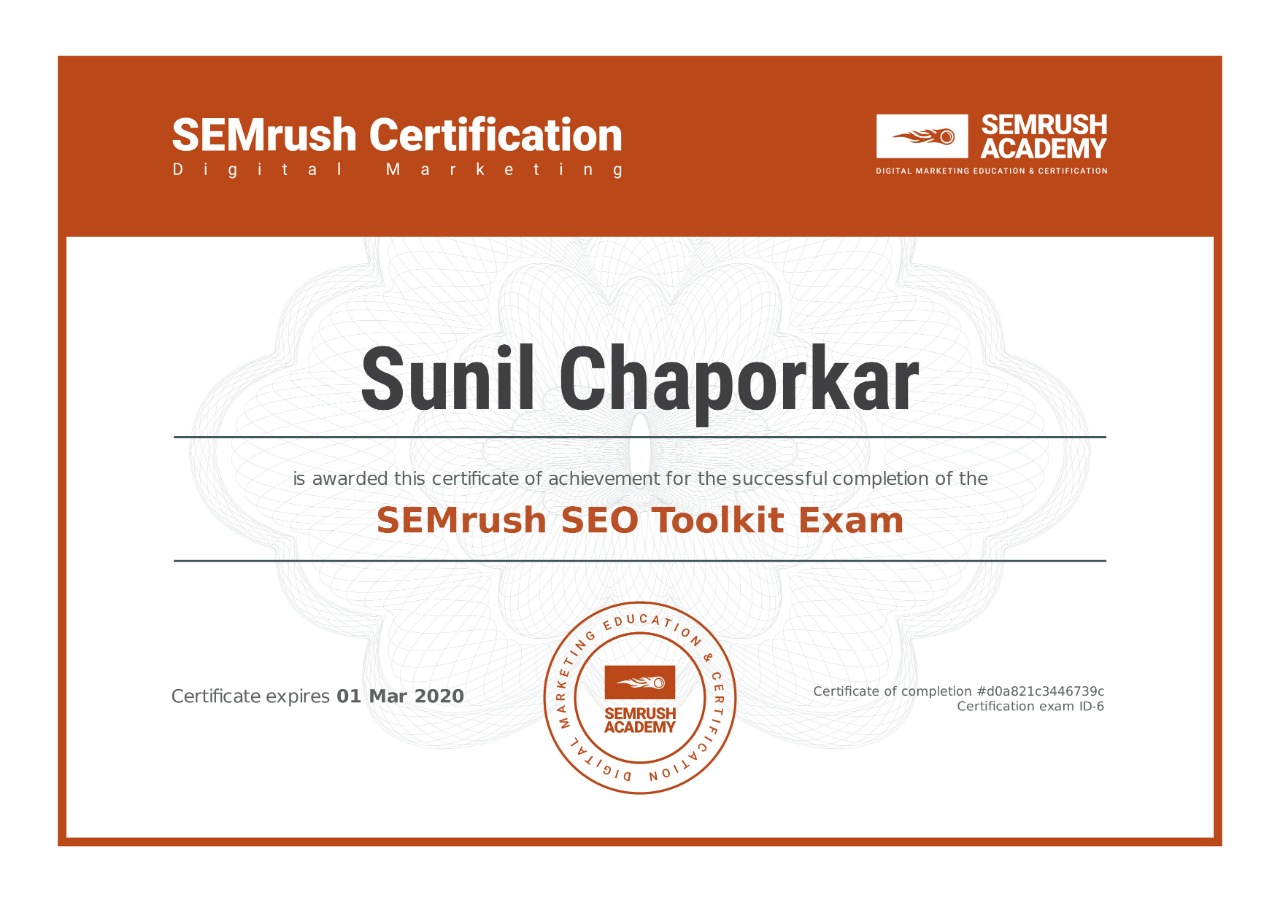 SEMrush Certification
Digital Marketing
SEMRUSH
ACADEMY
DIGITAL MARKETING EDUCATION & CERTIFICATION
Sunil Chaporkar
is awarded this certificate of achievement for the successful completion of the
SEMrush SEO Toolkit Exam
Certificate expires 01 Mar 2020
DIGITAL MARKETING EDUCATION & CERTIFICATION
SEMRUSH
ACADEMY
Certificate of completion #d0a821c3446739c
Certification exam ID-6